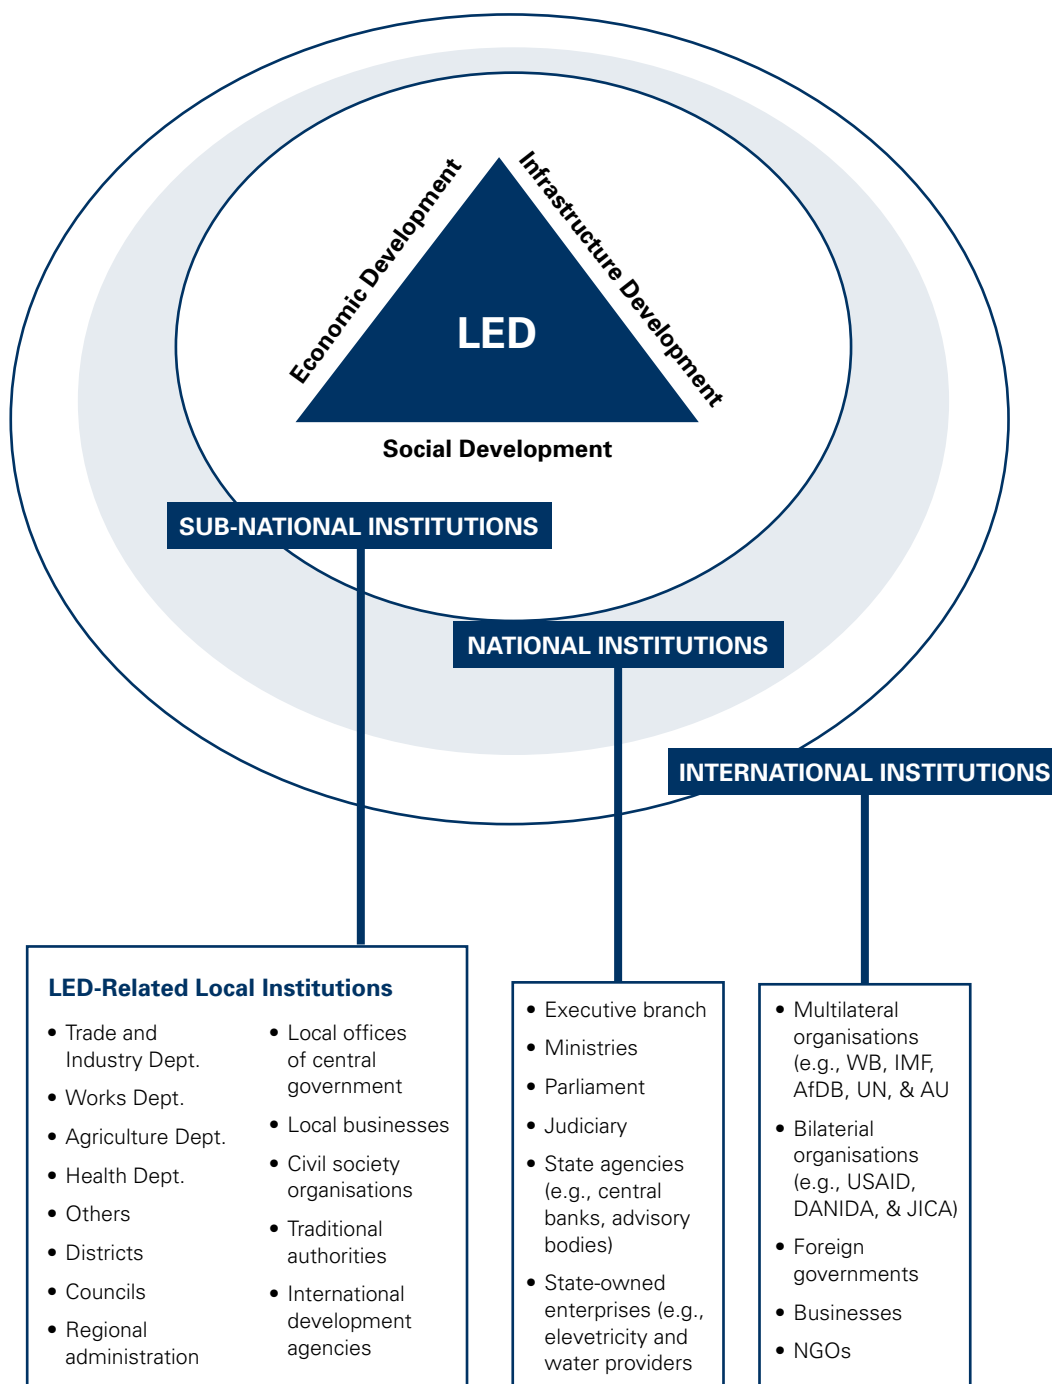 Economic Development
Infrastructure Development
LED
Social Development
SUB-NATIONAL INSTITUTIONS
NATIONAL INSTITUTIONS
INTERNATIONAL INSTITUTIONS
LED-Related Local Institutions
• Trade and
Industry Dept.
• Works Dept.
• Agriculture Dept.
• Health Dept.
• Others
• Districts
• Councils
• Regional
administration
• Local offices
of central
government
• Local businesses
• Civil society
organisations
• Traditional
authorities
• International
development
agencies
• Executive branch
• Ministries
• Parliament
• Judiciary
• State agencies
(e.g., central
banks, advisory
bodies)
• State-owned
enterprises (e.g.,
elevetricity and
water providers
• Multilateral
organisations
(e.g., WB, IMF,
AfDB, UN, & AU
• Bilaterial
organisations
(e.g., USAID,
DANIDA, & JICA)
• Foreign
governments
• Businesses
• NGOs